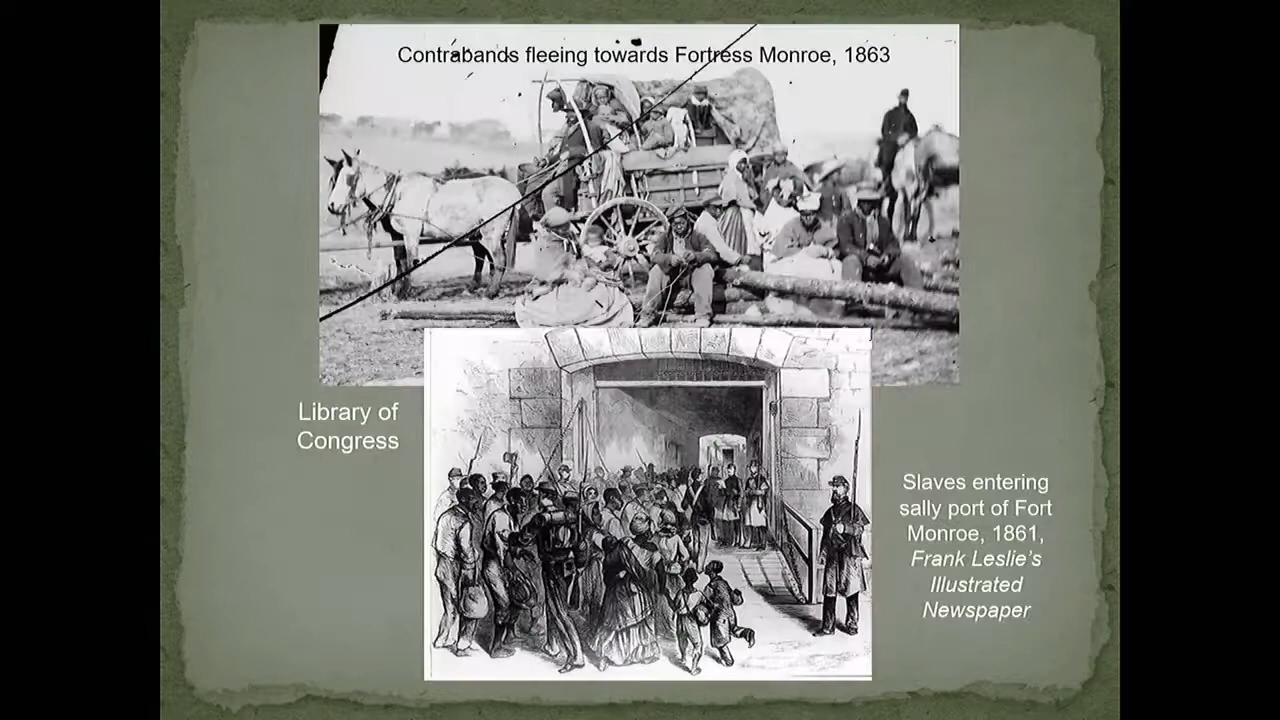 Contrabands fleeing towards Fortress Monroe, 1863
Library of
Congress
Slaves entering
sally port of Fort
Monroe, 1861,
Frank Leslie's
Illustrated
Newspaper